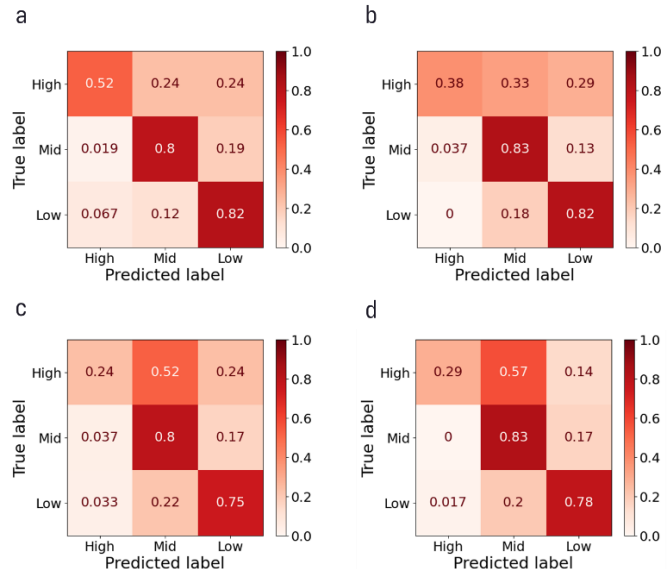 a
1.0
High 0.52 0.24 0.24
0.8
0.6
True label
Mid 0.019 0.8 0.19
0.4
Low 0.067 0.12 0.82
0.2
0.0
High Mid Low
Predicted label
b
1.0
High 0.38 0.33 0.29
0.8
0.6
True label
Mid 0.037 0.83 0.13
0.4
Low 0 0.18 0.82
0.2
0.0
High Mid Low
Predicted label
c
1.0
High 0.24 0.52 0.24
0.8
0.6
True label
Mid 0.037 0.8 0.17
0.4
Low 0.033 0.22 0.75
0.2
0.0
High Mid Low
Predicted label
d
1.0
High 0.29 0.57 0.14
0.8
0.6
True label
Mid 0 0.83 0.17
0.4
Low 0.017 0.2 0.78
0.2
0.0
High Mid Low
Predicted label